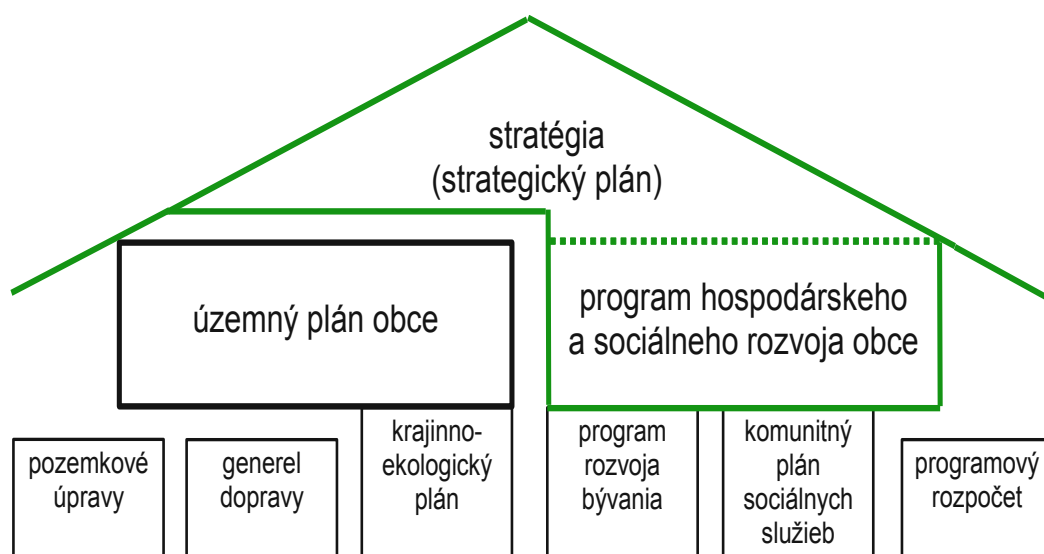 stratégia
(strategický plán)
územný plán obce
program hospodárskeho
a sociálneho rozvoja obce
pozemkové
úpravy
generel
dopravy
krajinno-
ekologický
plán
program
rozvoja
bývania
komunitný
plán
sociálnych
služieb
programový
rozpočet